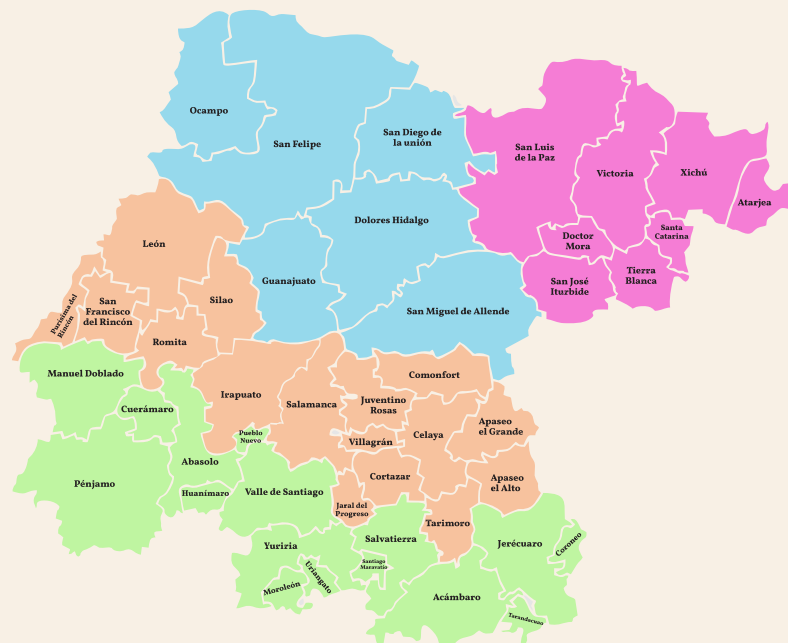 Ocampo
San Felipe
San Diego de
la unión
San Luis
de la Paz
Victoria
Xichú
Atarjea
Dolores Hidalgo
Doctor
Mora
Santa
Catarina
León
Guanajuato
San José
Iturbide
Tierra
Blanca
Silao
San
Francisco
del Rincón
Purísima del
Rincón
San Miguel de Allende
Romita
Manuel Doblado
Comonfort
Cuerámaro
Irapuato
Salamanca
Juventino
Rosas
Apaseo
el Grande
Pueblo
Nuevo
Villagrán
Celaya
Abasolo
Pénjamo
Huanímaro
Valle de Santiago
Cortazar
Apaseo
el Alto
Jaral del
Progreso
Tarimoro
Yuriria
Salvatierra
Jerécuaro
Coroneo
Santiago
Maravatío
Moroleón
Uriangato
Acámbaro
Tarandacuao